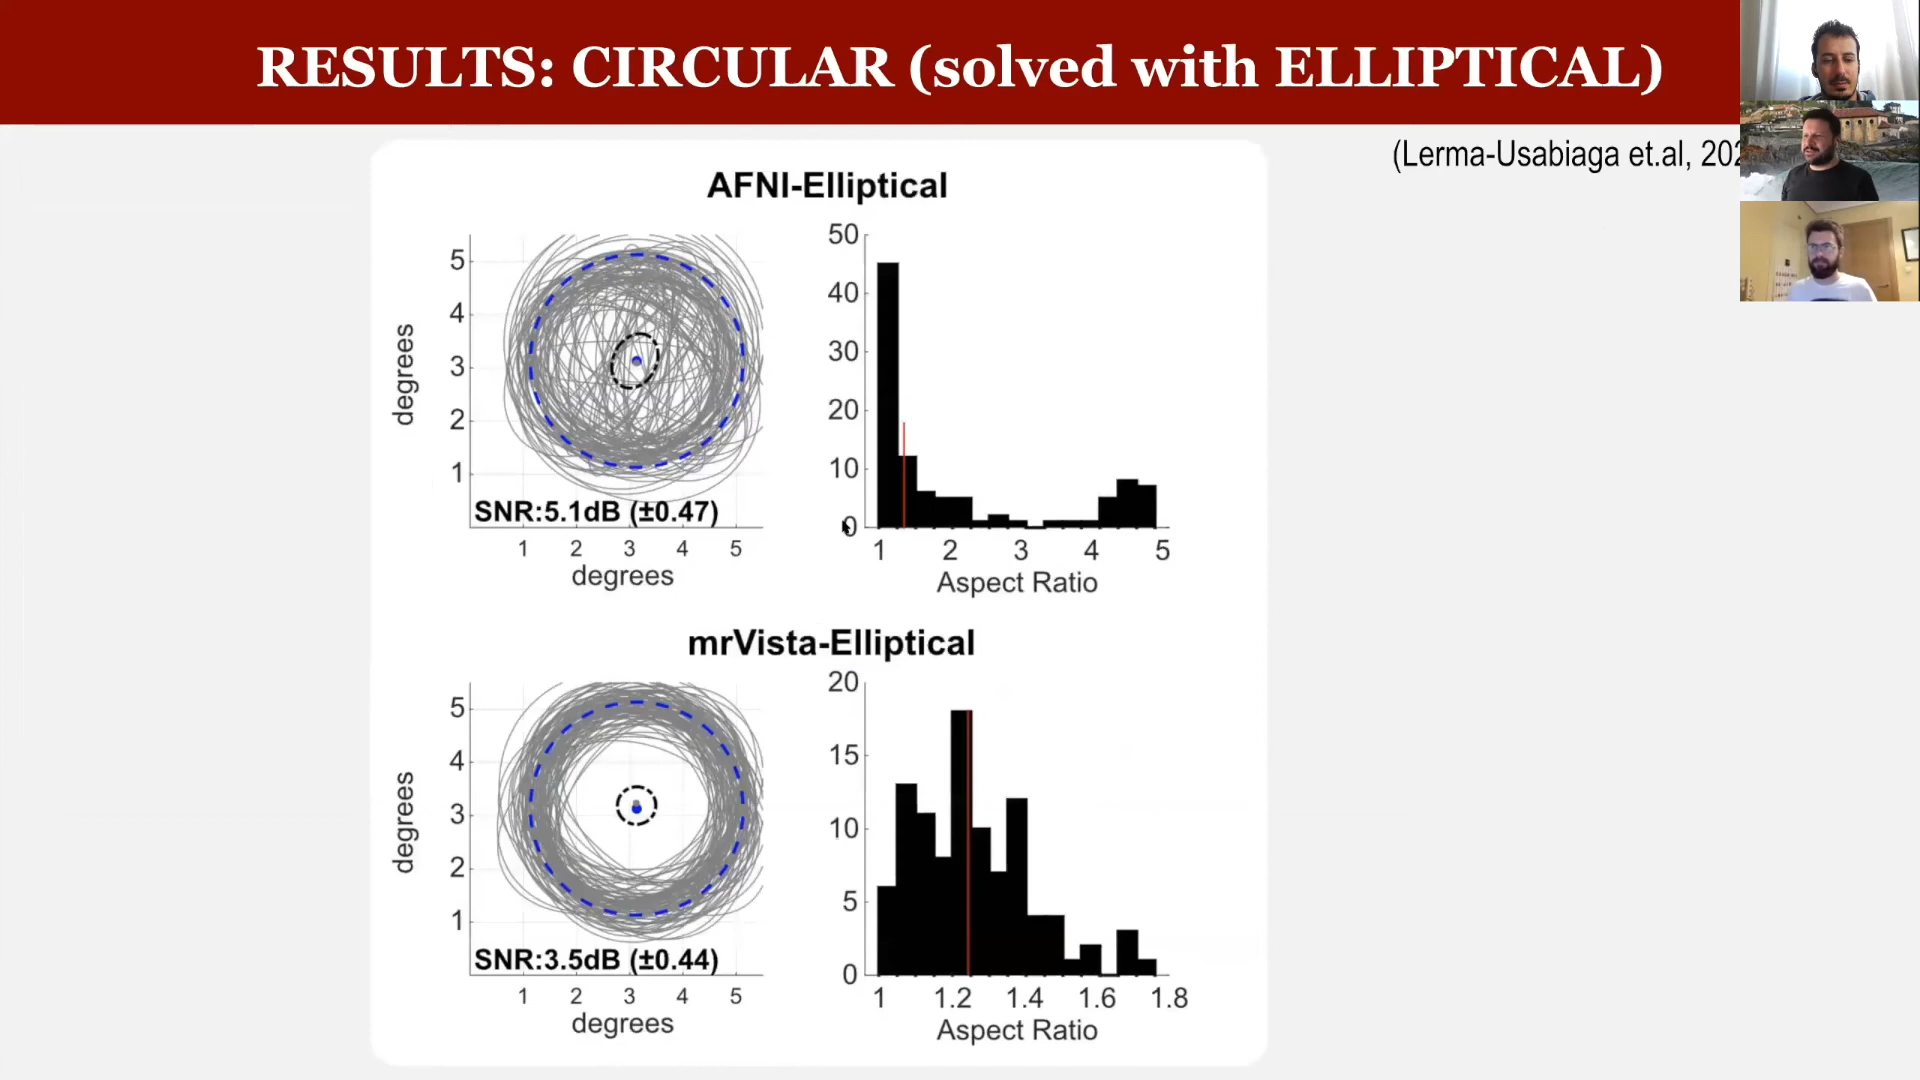 RESULTS: CIRCULAR (solved with ELLIPTICAL)
(Lerma-Usabiaga et.al, 202
AFNI-Elliptical
degrees
5
4
3
2
1
SNR:5.1dB (±0.47)
1 2 3 4 5
degrees
50
40
30
20
10
0
1 2 3 4 5
Aspect Ratio
mrVista-Elliptical
degrees
5
4
3
2
1
SNR:3.5dB (±0.44)
1 2 3 4 5
degrees
20
15
10
5
0
1 1.2 1.4 1.6 1.8
Aspect Ratio